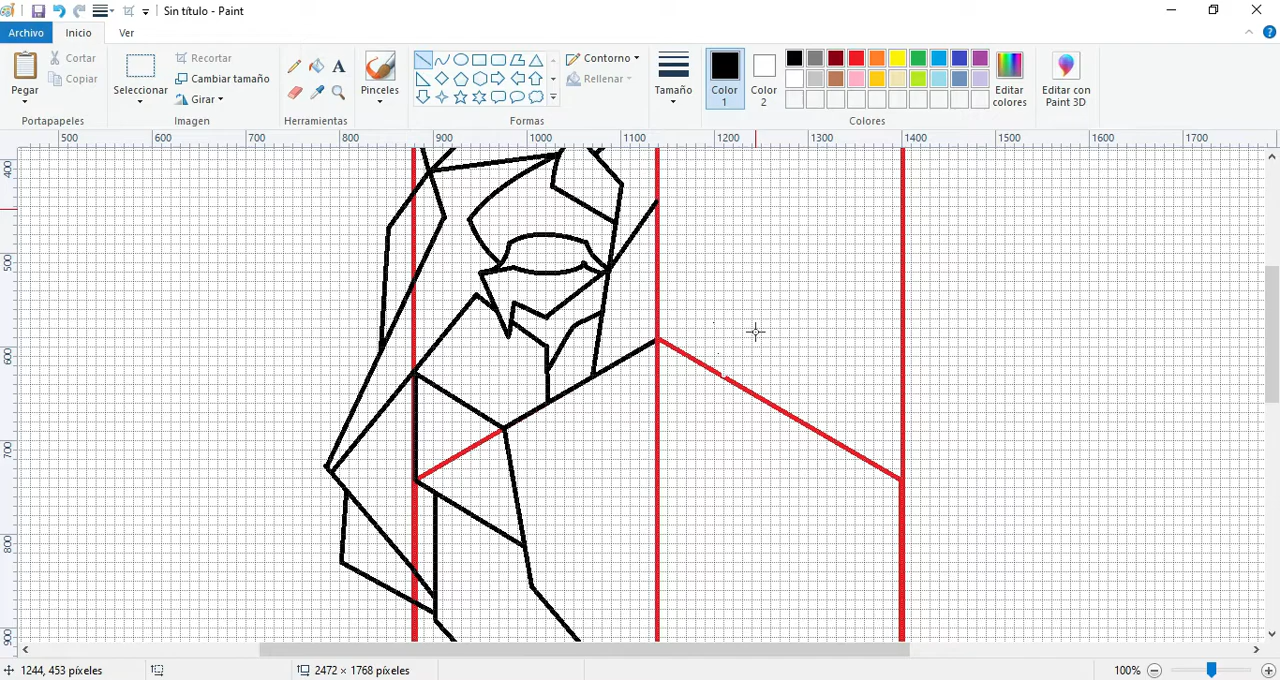 Sin título - Paint
Archivo Inicio Ver
Pegar
Cortar
Copiar
Portapapeles
Seleccionar
Recortar
Cambiar tamaño
Girar
Imagen
A
Herramientas
Pinceles
Contorno
Rellenar
Formas
Tamaño
Color 1
Color 2
Editar colores
Colores
Editar con Paint 3D
500 600 700 800 900 1000 1100 1200 1300 1400 1500 1600 1700
400
500
600
700
800
900
1244, 453 píxeles 2472 × 1768 píxeles 100%